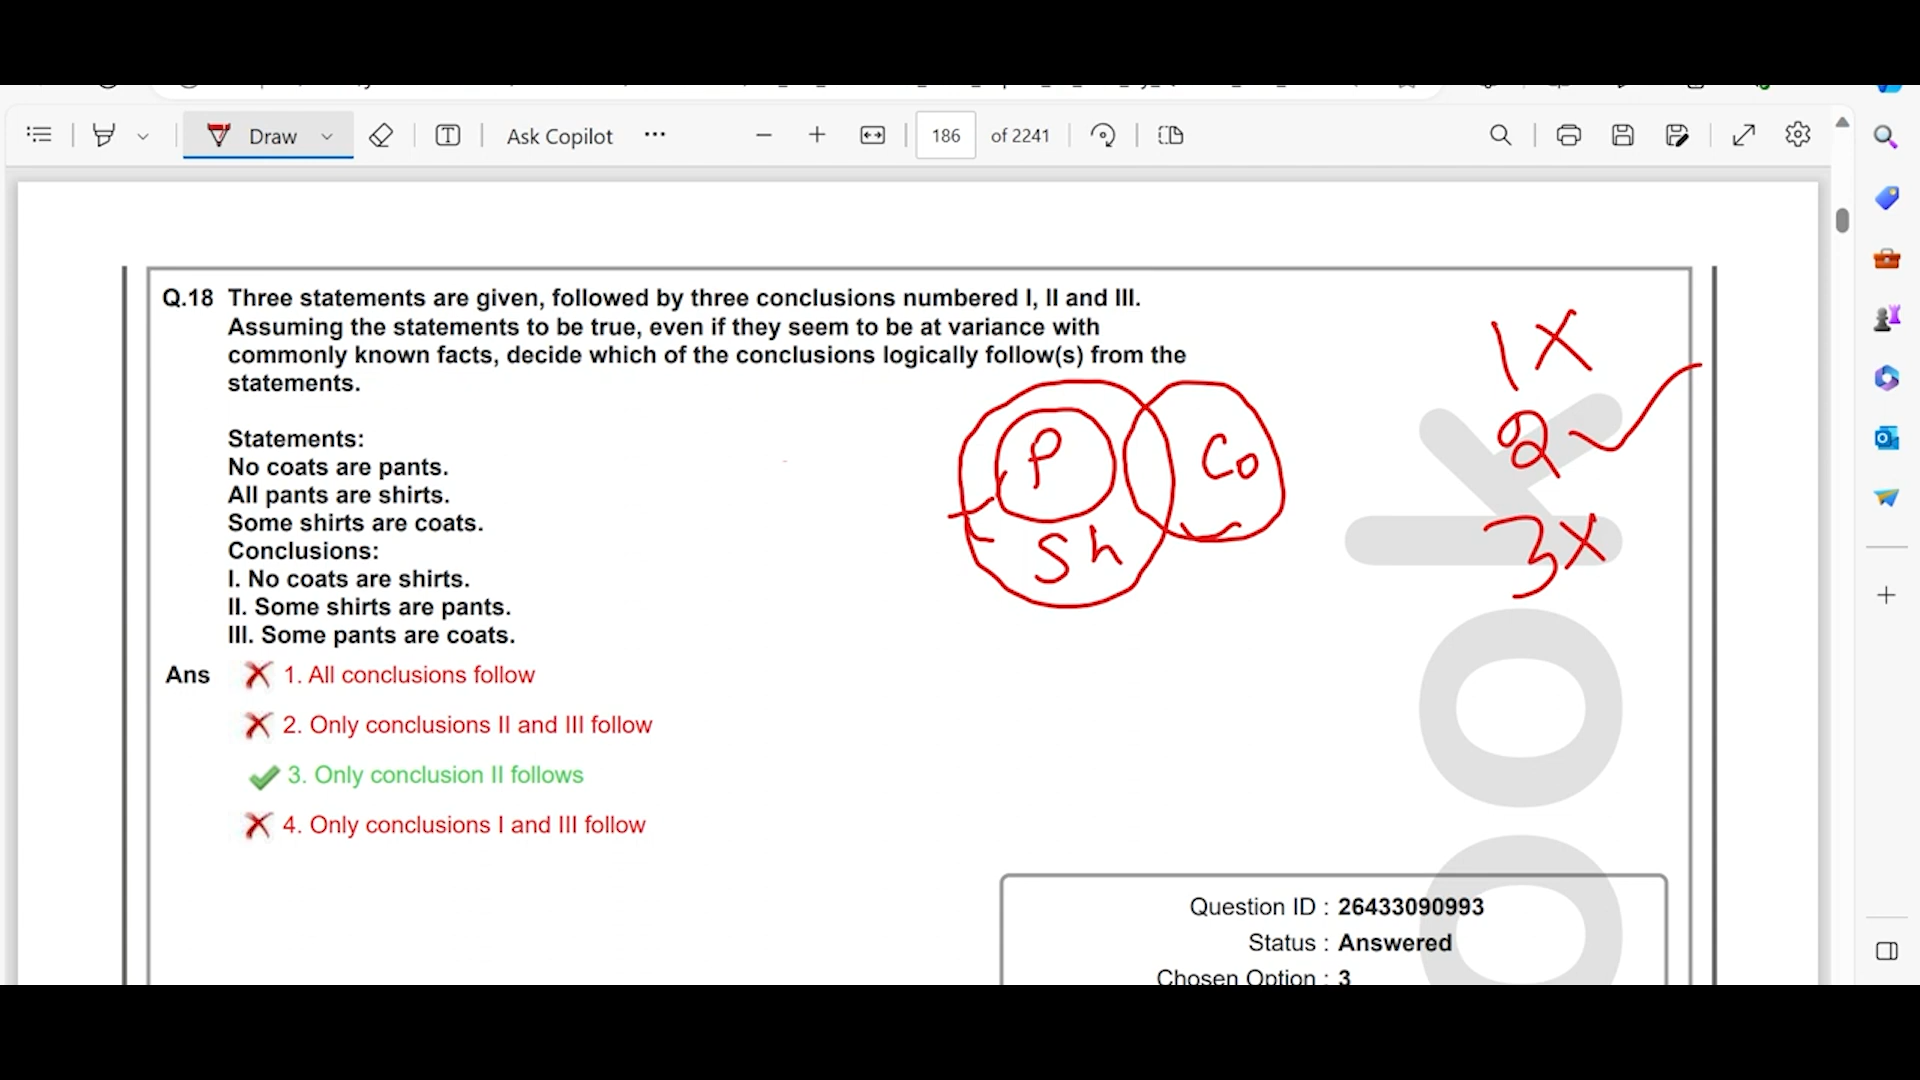 Draw
Ask Copilot
186 of 2241
Q.18 Three statements are given, followed by three conclusions numbered I, II and III.
Assuming the statements to be true, even if they seem to be at variance with
commonly known facts, decide which of the conclusions logically follow(s) from the
statements.
Statements:
No coats are pants.
All pants are shirts.
Some shirts are coats.
Conclusions:
I. No coats are shirts.
II. Some shirts are pants.
III. Some pants are coats.
P
Co
Sh
1 X
2 ✓
3 X
Ans
1. All conclusions follow
2. Only conclusions II and III follow
3. Only conclusion II follows
4. Only conclusions I and III follow
Question ID : 26433090993
Status : Answered
Chosen Option : 3
OOK